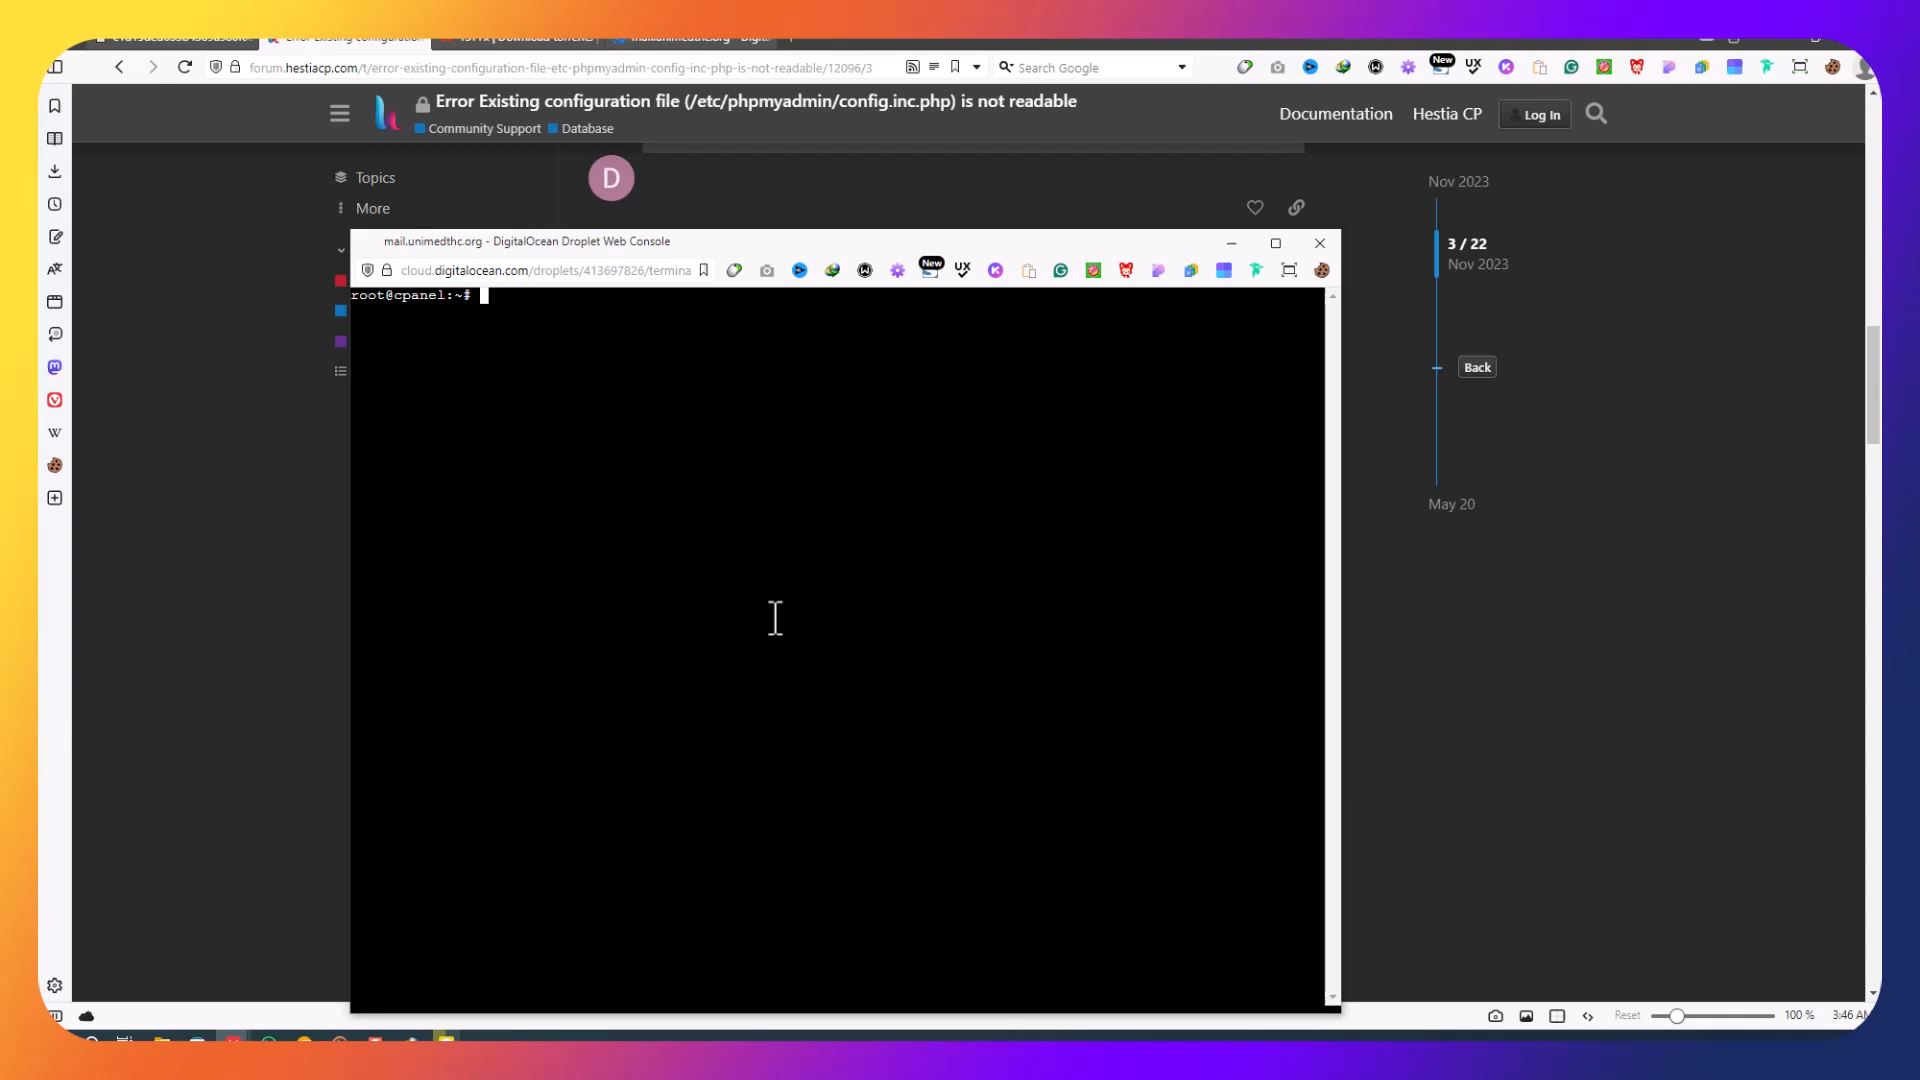 forum.hestiacp.com/t/error-existing-configuration-file-etc-phpmyadmin-config-inc-php-is-not-readable/12096/3
Search Google
New
UX
Error Existing configuration file (/etc/phpmyadmin/config.inc.php) is not readable
Community Support
Database
Documentation
Hestia CP
Log In
Topics
More
D
Nov 2023
3 / 22
Nov 2023
Back
May 20
mail.unimedthc.org - DigitalOcean Droplet Web Console
cloud.digitalocean.com/droplets/413697826/termina
New
UX
root@cpanel:~#
W
Reset
100 %
3:46 AM